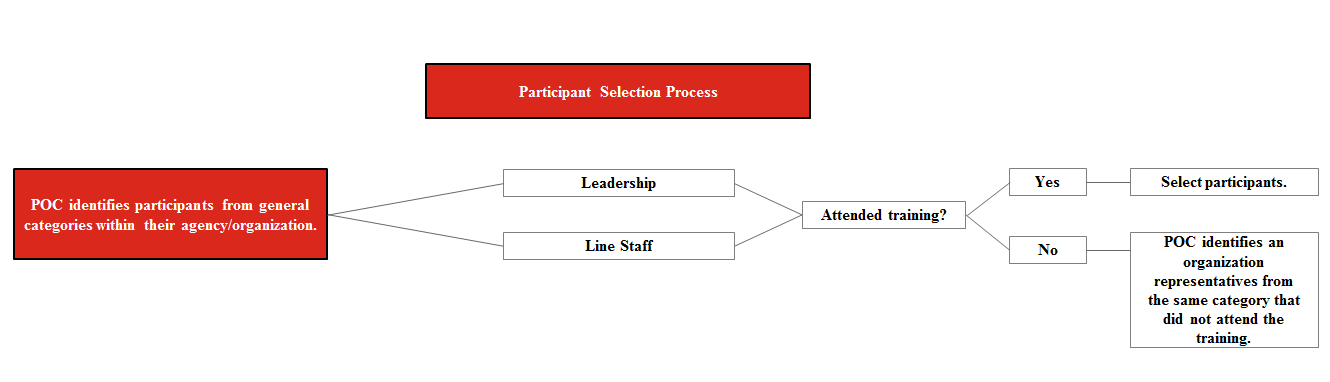 Participant Selection Process
POC identifies participants from general
categories within their agency/organization.
Leadership
Line Staff
Attended training?
Yes
Select participants.
No
POC identifies an
organization
representatives from
the same category that
did not attend the
training.